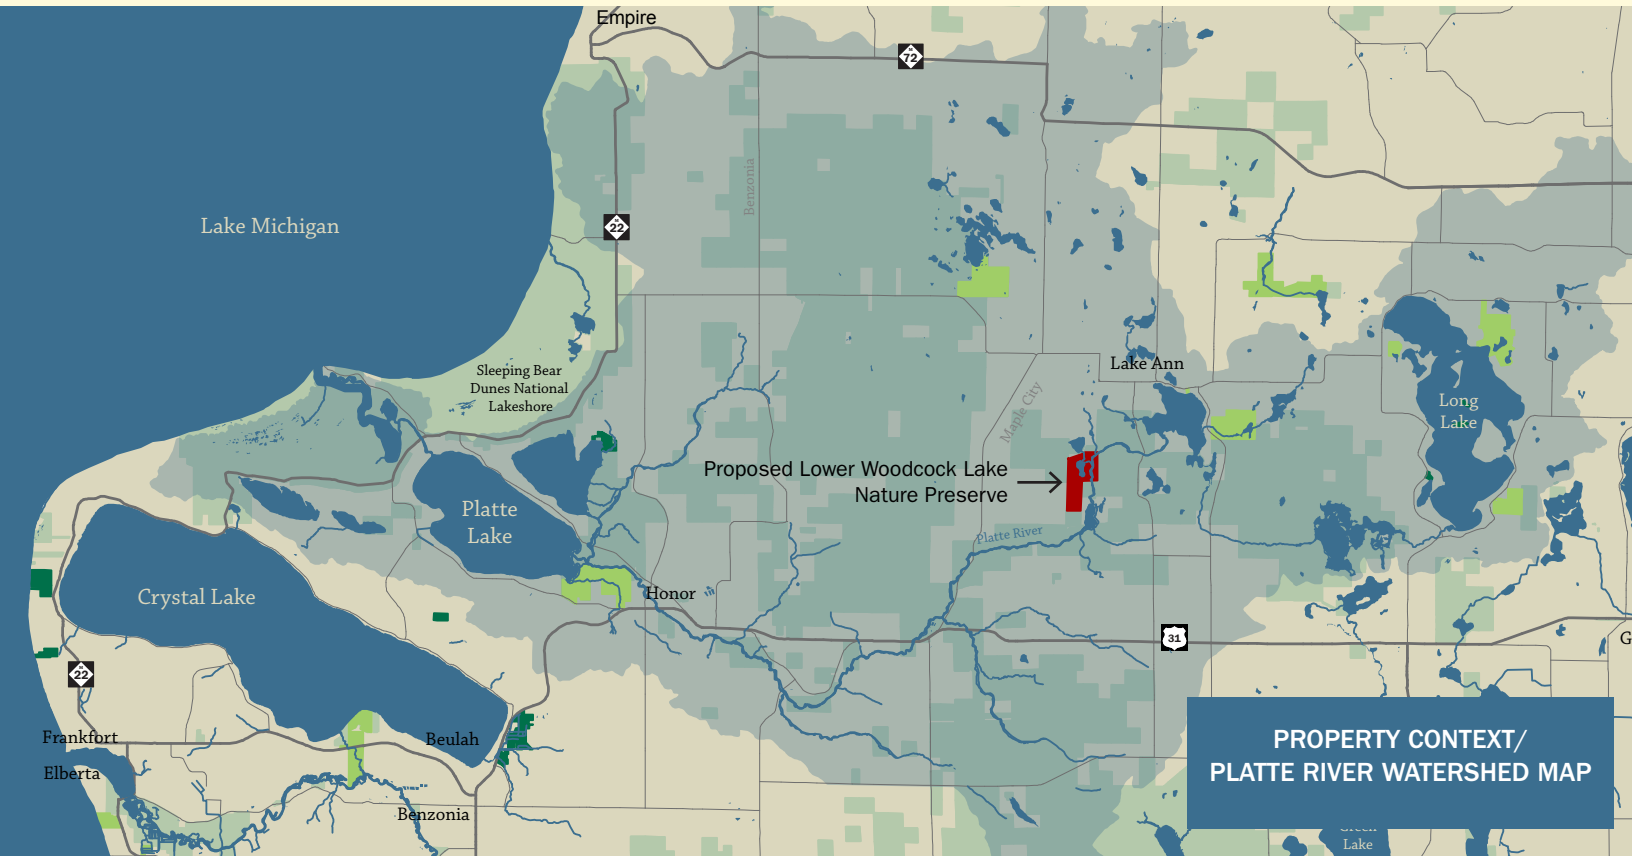 Empire
M
72
Benzonia
Lake Michigan
M
22
Lake Ann
Sleeping Bear
Dunes National
Lakeshore
Maple City
Long
Lake
Proposed Lower Woodcock Lake
Nature Preserve
Platte
Lake
Platte River
Crystal Lake
Honor
31
G
M
22
Frankfort
Beulah
Elberta
Benzonia
PROPERTY CONTEXT/
PLATTE RIVER WATERSHED MAP
Green
Lake